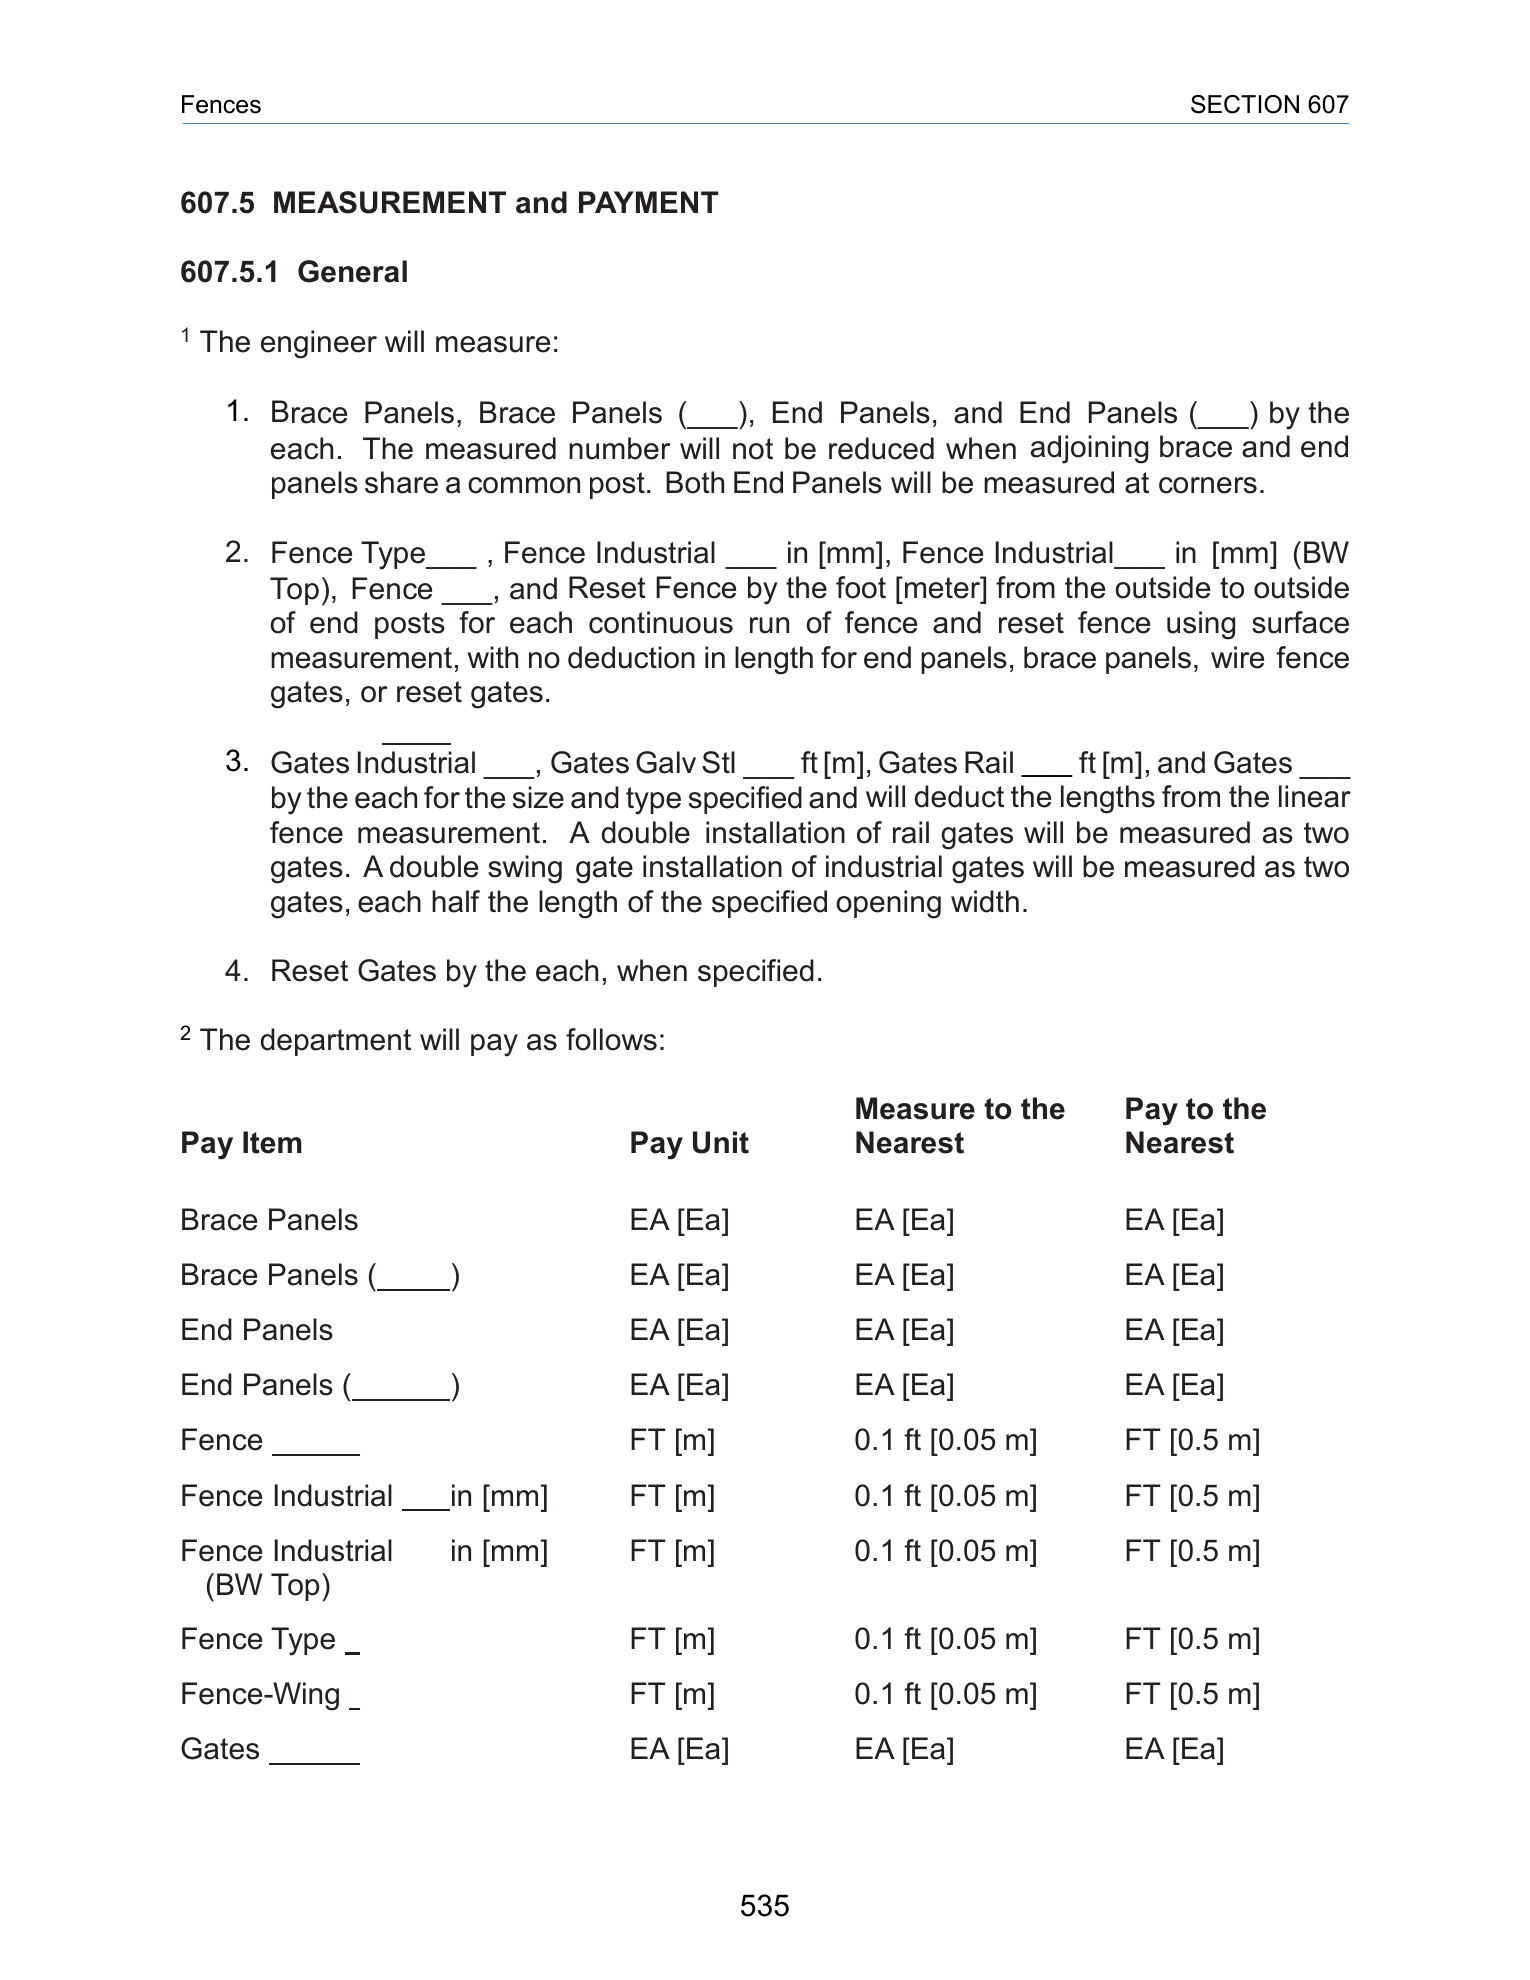 Fences SECTION 607
607.5 MEASUREMENT and PAYMENT
607.5.1 General
1 The engineer will measure:
1. Brace Panels, Brace Panels (___), End Panels, and End Panels (___) by the
each. The measured number will not be reduced when adjoining brace and end
panels share a common post. Both End Panels will be measured at corners.
2. Fence Type___ , Fence Industrial ___ in [mm], Fence Industrial___ in [mm] (BW
Top), Fence ___, and Reset Fence by the foot [meter] from the outside to outside
of end posts for each continuous run of fence and reset fence using surface
measurement, with no deduction in length for end panels, brace panels, wire fence
gates, or reset gates.
3. Gates Industrial ___, Gates Galv Stl ___ ft [m], Gates Rail ___ ft [m], and Gates ___
by the each for the size and type specified and will deduct the lengths from the linear
fence measurement. A double installation of rail gates will be measured as two
gates. A double swing gate installation of industrial gates will be measured as two
gates, each half the length of the specified opening width.
4. Reset Gates by the each, when specified.
2 The department will pay as follows:
Measure to the Pay to the
Pay Item Pay Unit Nearest Nearest
Brace Panels EA [Ea] EA [Ea] EA [Ea]
Brace Panels (_____) EA [Ea] EA [Ea] EA [Ea]
End Panels EA [Ea] EA [Ea] EA [Ea]
End Panels (______) EA [Ea] EA [Ea] EA [Ea]
Fence _____ FT [m] 0.1 ft [0.05 m] FT [0.5 m]
Fence Industrial ___in [mm] FT [m] 0.1 ft [0.05 m] FT [0.5 m]
Fence Industrial in [mm] FT [m] 0.1 ft [0.05 m] FT [0.5 m]
(BW Top)
Fence Type _ FT [m] 0.1 ft [0.05 m] FT [0.5 m]
Fence-Wing _ FT [m] 0.1 ft [0.05 m] FT [0.5 m]
Gates _____ EA [Ea] EA [Ea] EA [Ea]
535